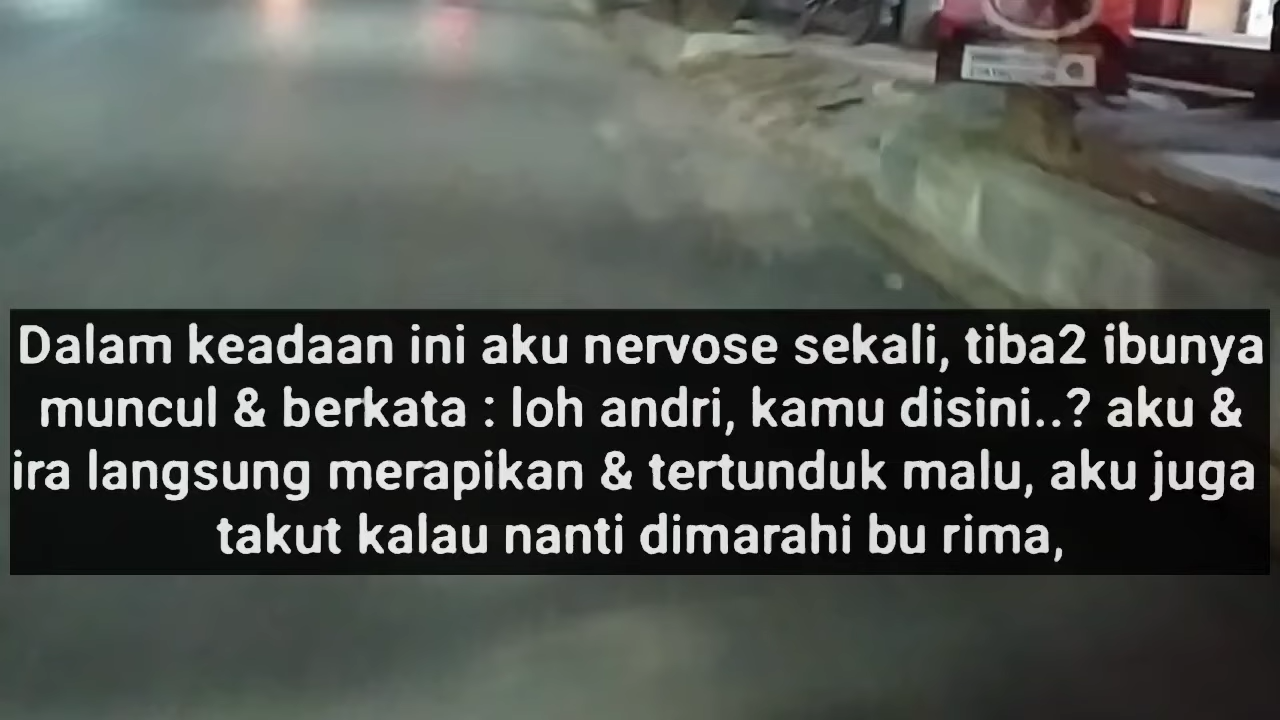 Dalam keadaan ini aku nervose sekali, tiba2 ibunya
muncul & berkata : loh andri, kamu disini..? aku &
ira langsung merapikan & tertunduk malu, aku juga
takut kalau nanti dimarahi bu rima,